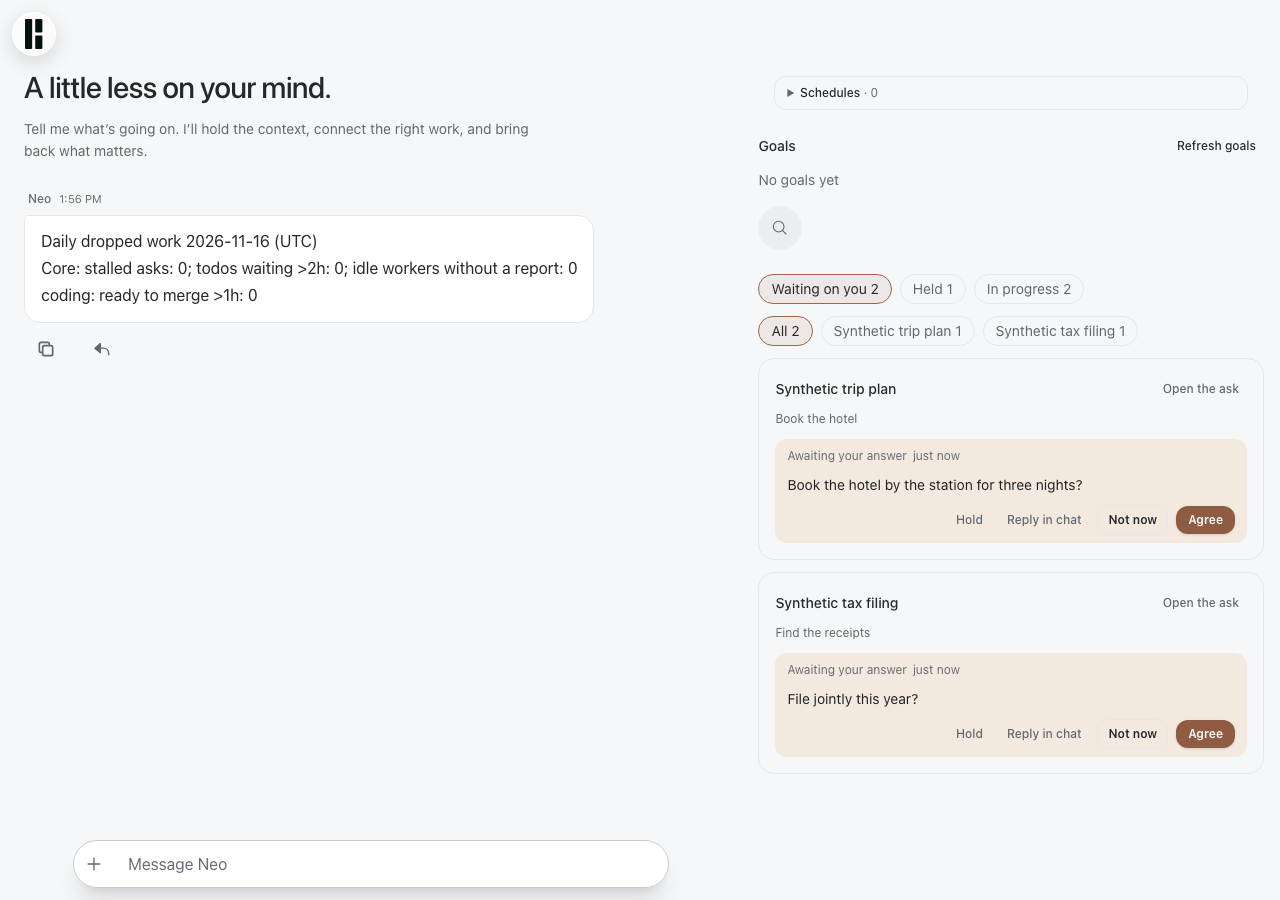 A little less on your mind.
Tell me what’s going on. I’ll hold the context, connect the right work, and bring
back what matters.
Neo 1:56 PM
Daily dropped work 2026-11-16 (UTC)
Core: stalled asks: 0; todos waiting >2h: 0; idle workers without a report: 0
coding: ready to merge >1h: 0
Message Neo
Schedules · 0
Goals Refresh goals
No goals yet
Waiting on you 2 Held 1 In progress 2
All 2 Synthetic trip plan 1 Synthetic tax filing 1
Synthetic trip plan Open the ask
Book the hotel
Awaiting your answer just now
Book the hotel by the station for three nights?
Hold Reply in chat Not now Agree
Synthetic tax filing Open the ask
Find the receipts
Awaiting your answer just now
File jointly this year?
Hold Reply in chat Not now Agree